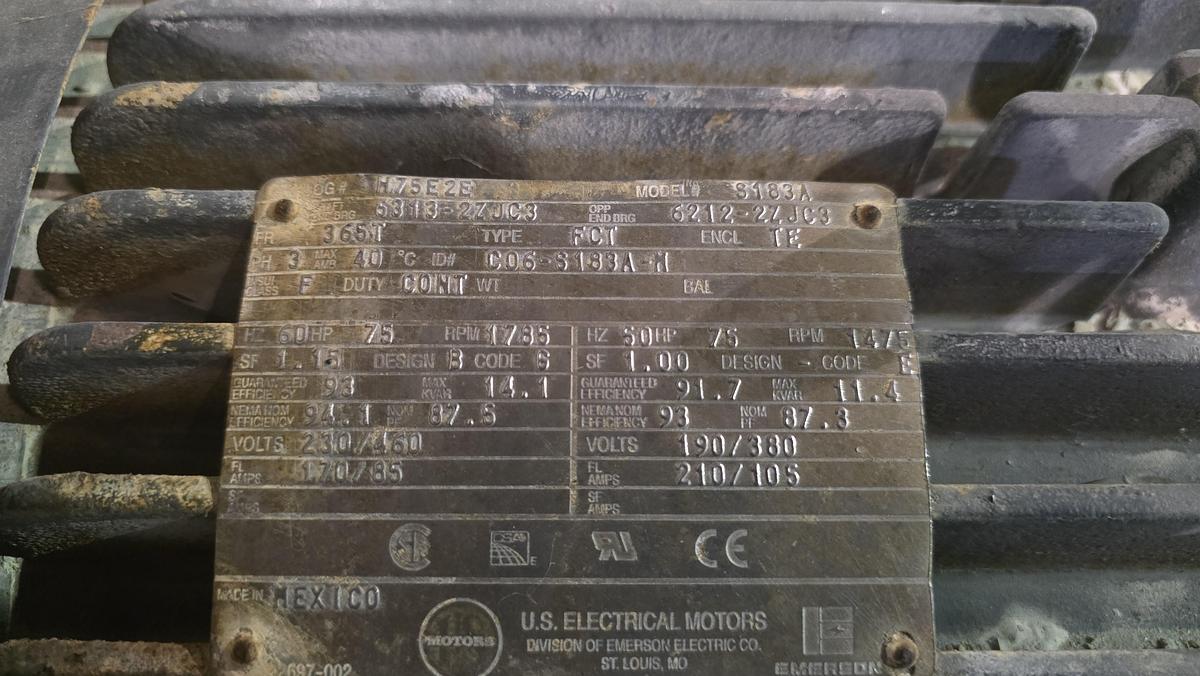 OG# H75E2E MODEL# S183A
BRG 6313-2ZJC3 OPP END BRG 6212-2ZJC3
FR 365T TYPE FCT ENCL TE
PH 3 MAX AMB 40 °C ID# C06-S183A-M
F DUTY CONT WT BAL
HZ 60 HP 75 RPM 1785 HZ 50 HP 75 RPM 1475
SF 1.15 DESIGN B CODE G SF 1.00 DESIGN - CODE E
GUARANTEED EFFICIENCY 93 MAX KVAR 14.1 GUARANTEED EFFICIENCY 91.7 MAX KVAR 11.4
NEMA NOM EFFICIENCY 94.1 NOM PF 87.6 NEMA NOM EFFICIENCY 93 NOM PF 87.3
VOLTS 230/460 VOLTS 190/380
FL AMPS 170/85 FL AMPS 210/105
SF AMPS SF AMPS
CE
MADE IN MEXICO
MOTORS
U.S. ELECTRICAL MOTORS
DIVISION OF EMERSON ELECTRIC CO.
ST. LOUIS, MO
EMERSON
697-002